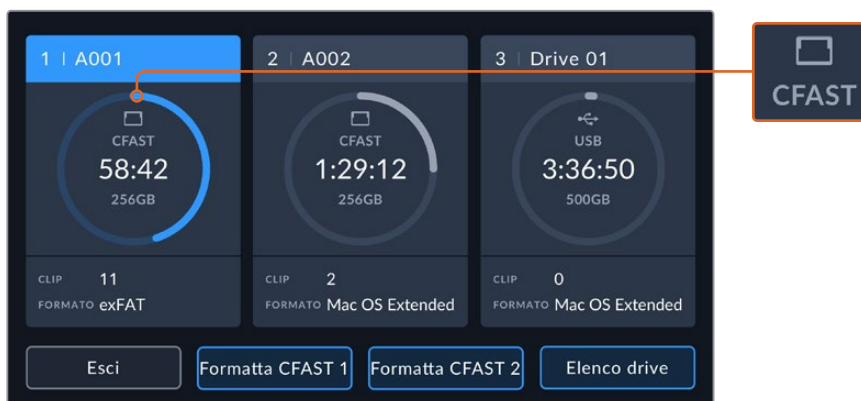 1 | A001
CFAST
58:42
256GB
CLIP 11
FORMATO exFAT
2 | A002
CFAST
1:29:12
256GB
CLIP 2
FORMATO Mac OS Extended
3 | Drive 01
USB
3:36:50
500GB
CLIP 0
FORMATO Mac OS Extended
Esci
Formatta CFAST 1
Formatta CFAST 2
Elenco drive
CFAST